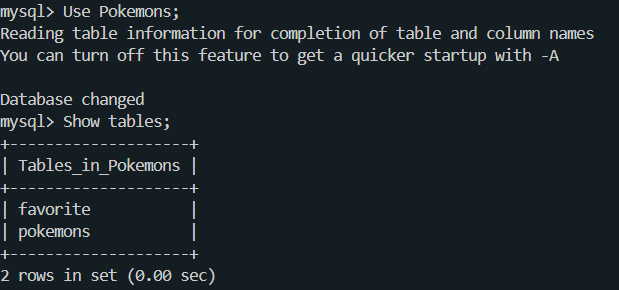 mysql> Use Pokemons;
Reading table information for completion of table and column names
You can turn off this feature to get a quicker startup with -A

Database changed
mysql> Show tables;
+--------------------+
| Tables_in_Pokemons |
+--------------------+
| favorite           |
| pokemons           |
+--------------------+
2 rows in set (0.00 sec)